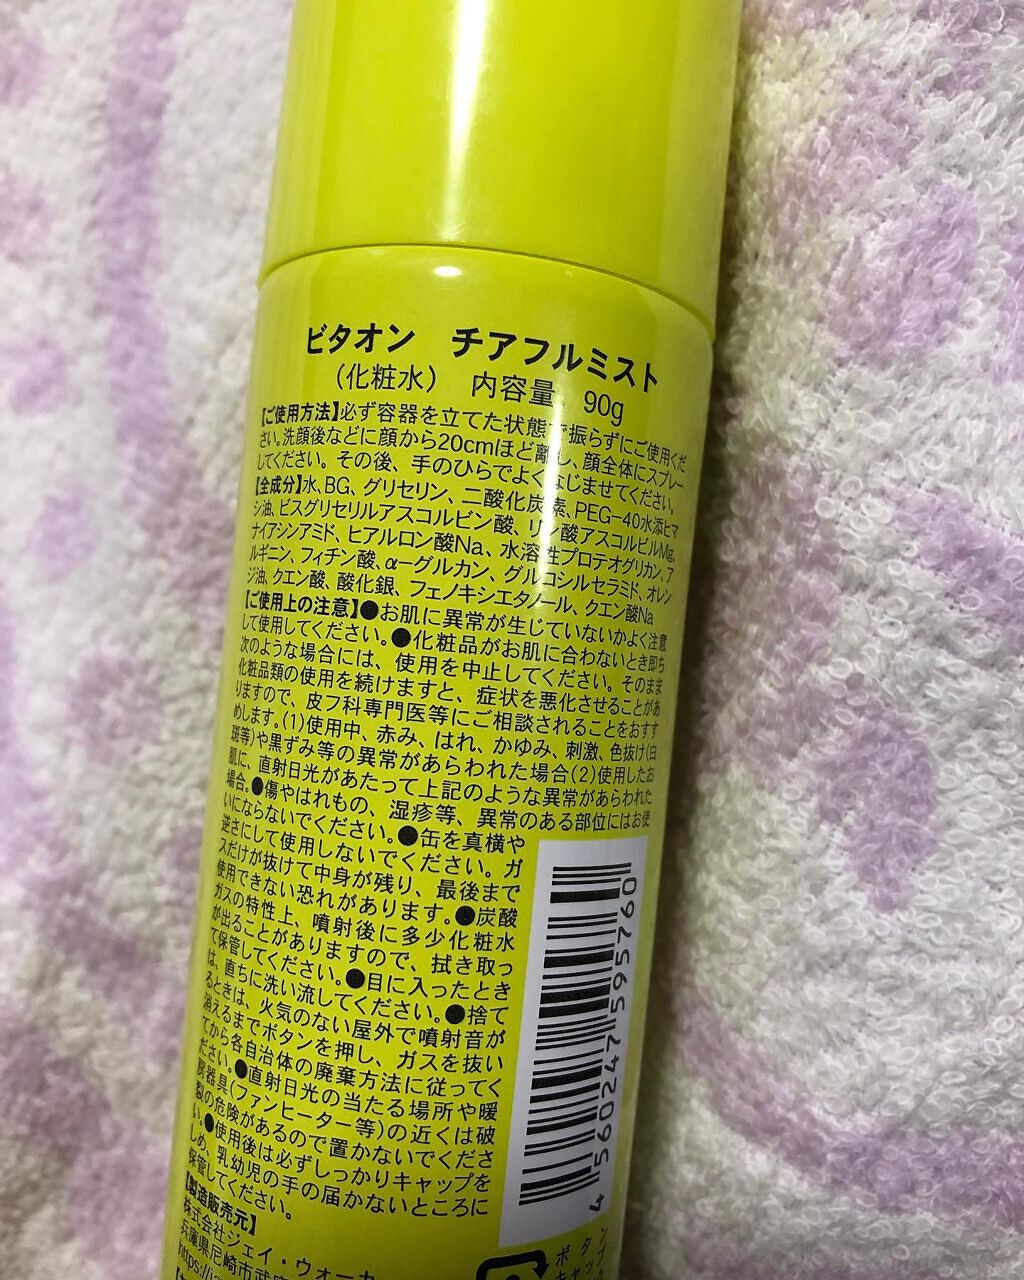 ビタオン　チアフルミスト
（化粧水）　内容量　90g
【ご使用方法】必ず容器を立てた状態で振らずにご使用くだ
さい。洗顔後などに顔から20cmほど離し、顔全体にスプレー
してください。その後、手のひらでよくなじませてください。
【全成分】水、BG、グリセリン、二酸化炭素、PEG-40水添ヒマ
シ油、ビスグリセリルアスコルビン酸、リン酸アスコルビルMg、
ナイアシンアミド、ヒアルロン酸Na、水溶性プロテオグリカン、ア
ルギニン、フィチン酸、α-グルカン、グルコシルセラミド、オレン
ジ油、クエン酸、酸化銀、フェノキシエタノール、クエン酸Na
【ご使用上の注意】●お肌に異常が生じていないかよく注意
して使用してください。●化粧品がお肌に合わないとき即ち
次のような場合には、使用を中止してください。そのまま
化粧品類の使用を続けますと、症状を悪化させることがあ
りますので、皮フ科専門医等にご相談されることをおすす
めします。(1)使用中、赤み、はれ、かゆみ、刺激、色抜け(白
斑等)や黒ずみ等の異常があらわれた場合(2)使用したお
肌に、直射日光があたって上記のような異常があらわれた
場合。●傷やはれもの、湿疹等、異常のある部位にはお使
いにならないでください。●缶を真横や
逆さにして使用しないでください。ガ
スだけが抜けて中身が残り、最後まで
使用できない恐れがあります。●炭酸
ガスの特性上、噴射後に多少化粧水
が出ることがありますので、拭き取っ
て保管してください。●目に入ったとき
は、直ちに洗い流してください。●捨て
るときは、火気のない屋外で噴射音が
消えるまでボタンを押し、ガスを抜い
てから各自治体の廃棄方法に従ってく
ださい。●直射日光の当たる場所や暖
房器具(ファンヒーター等)の近くは破
裂の危険があるので置かないでくださ
い。●使用後は必ずしっかりキャップを
しめ、乳幼児の手の届かないところに
保管してください。
【製造販売元】
株式会社ジェイ・ウォーカー
兵庫県尼崎市武
https://j
4 560247 595760
ボタン